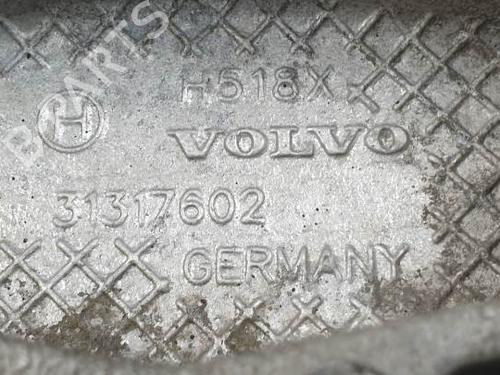 B-PARTS
H518X
H
VOLVO
31317602
GERMANY